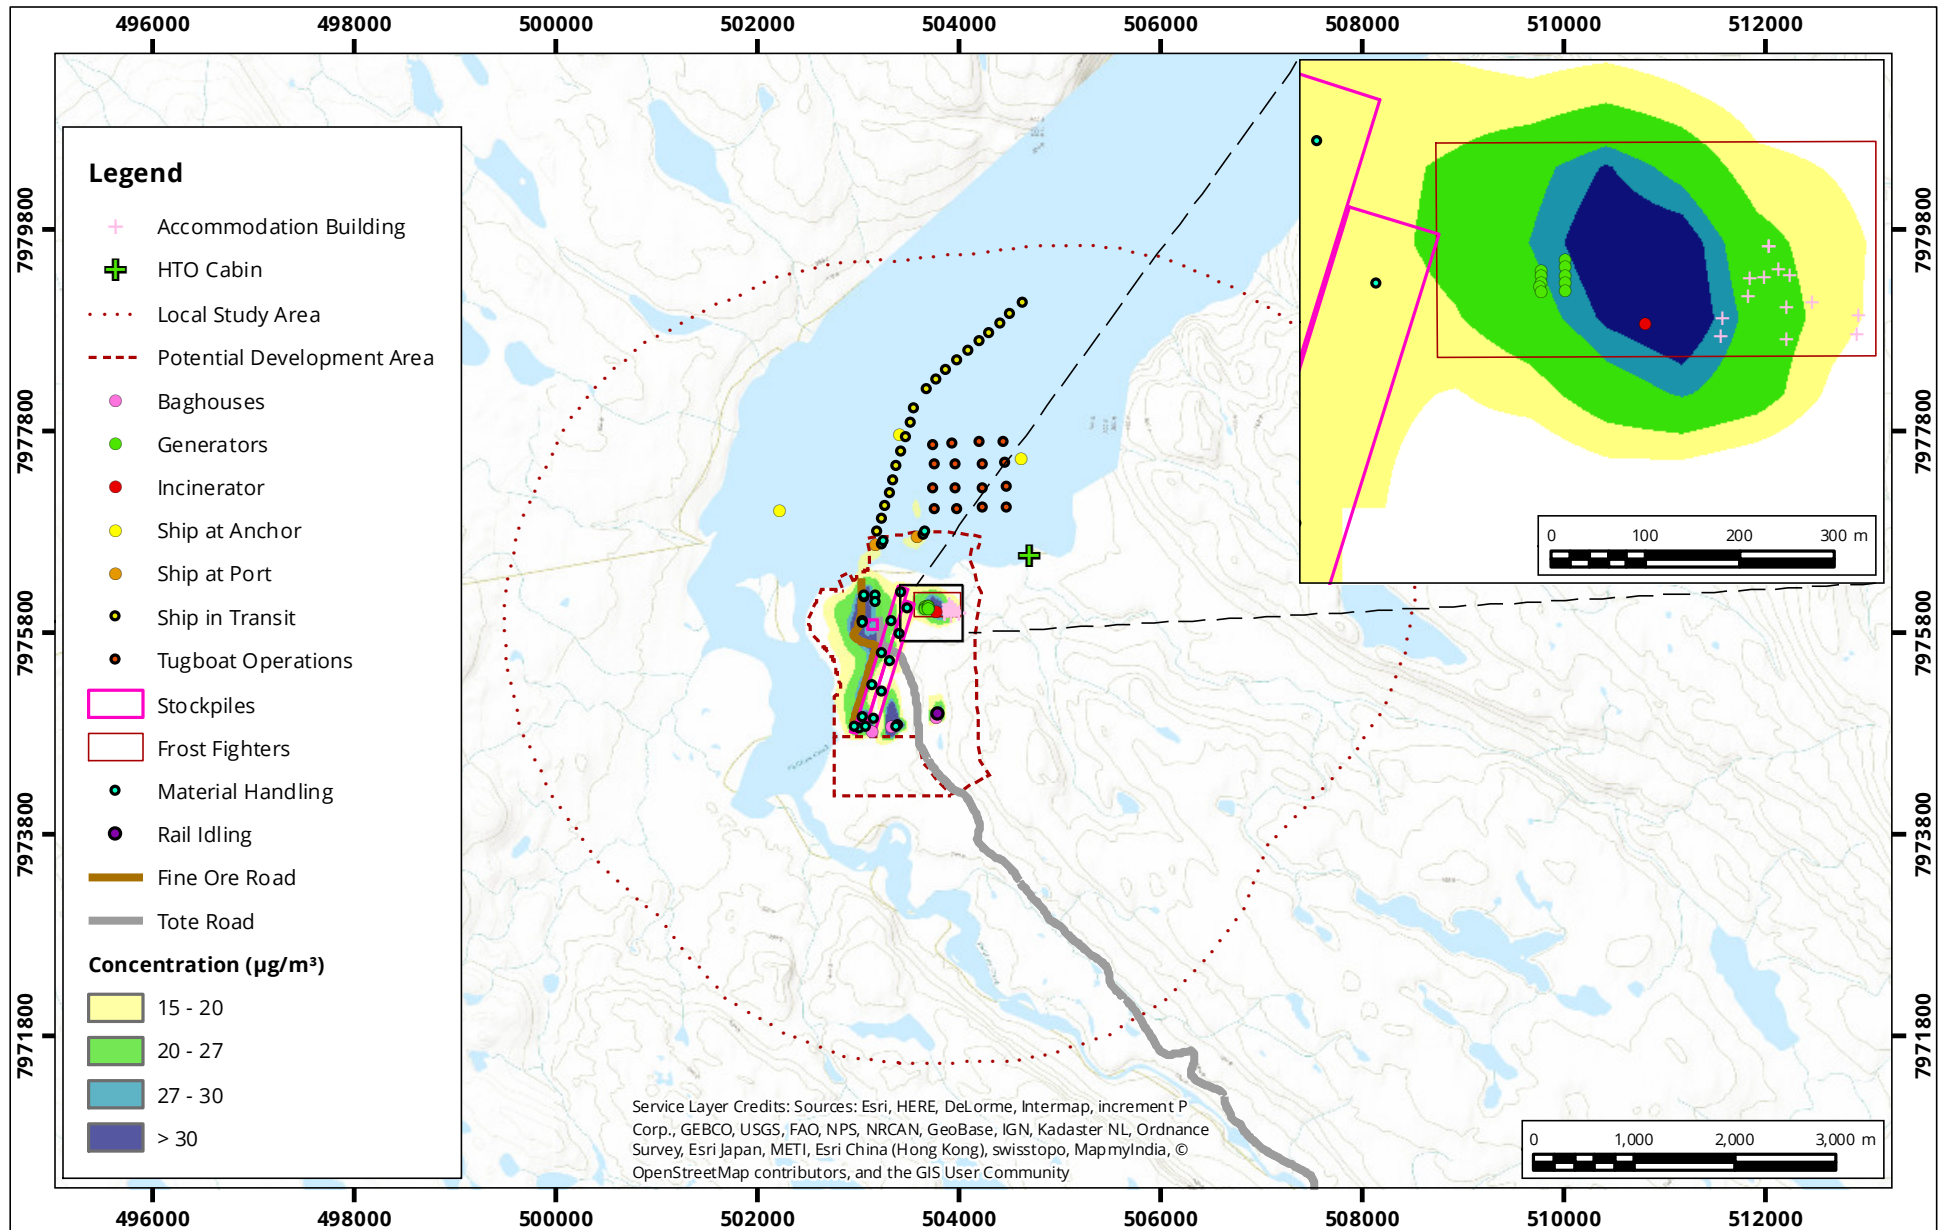 496000 498000 500000 502000 504000 506000 508000 510000 512000
7979800
7977800
7975800
7973800
7971800
Legend
Accommodation Building
HTO Cabin
Local Study Area
Potential Development Area
Baghouses
Generators
Incinerator
Ship at Anchor
Ship at Port
Ship in Transit
Tugboat Operations
Stockpiles
Frost Fighters
Material Handling
Rail Idling
Fine Ore Road
Tote Road
Concentration (µg/m³)
15 - 20
20 - 27
27 - 30
> 30
0 100 200 300 m
7979800
7977800
7975800
7973800
7971800
Service Layer Credits: Sources: Esri, HERE, DeLorme, Intermap, increment P
Corp., GEBCO, USGS, FAO, NPS, NRCAN, GeoBase, IGN, Kadaster NL, Ordnance
Survey, Esri Japan, METI, Esri China (Hong Kong), swisstopo, MapmyIndia, ©
OpenStreetMap contributors, and the GIS User Community
0 1,000 2,000 3,000 m
496000 498000 500000 502000 504000 506000 508000 510000 512000